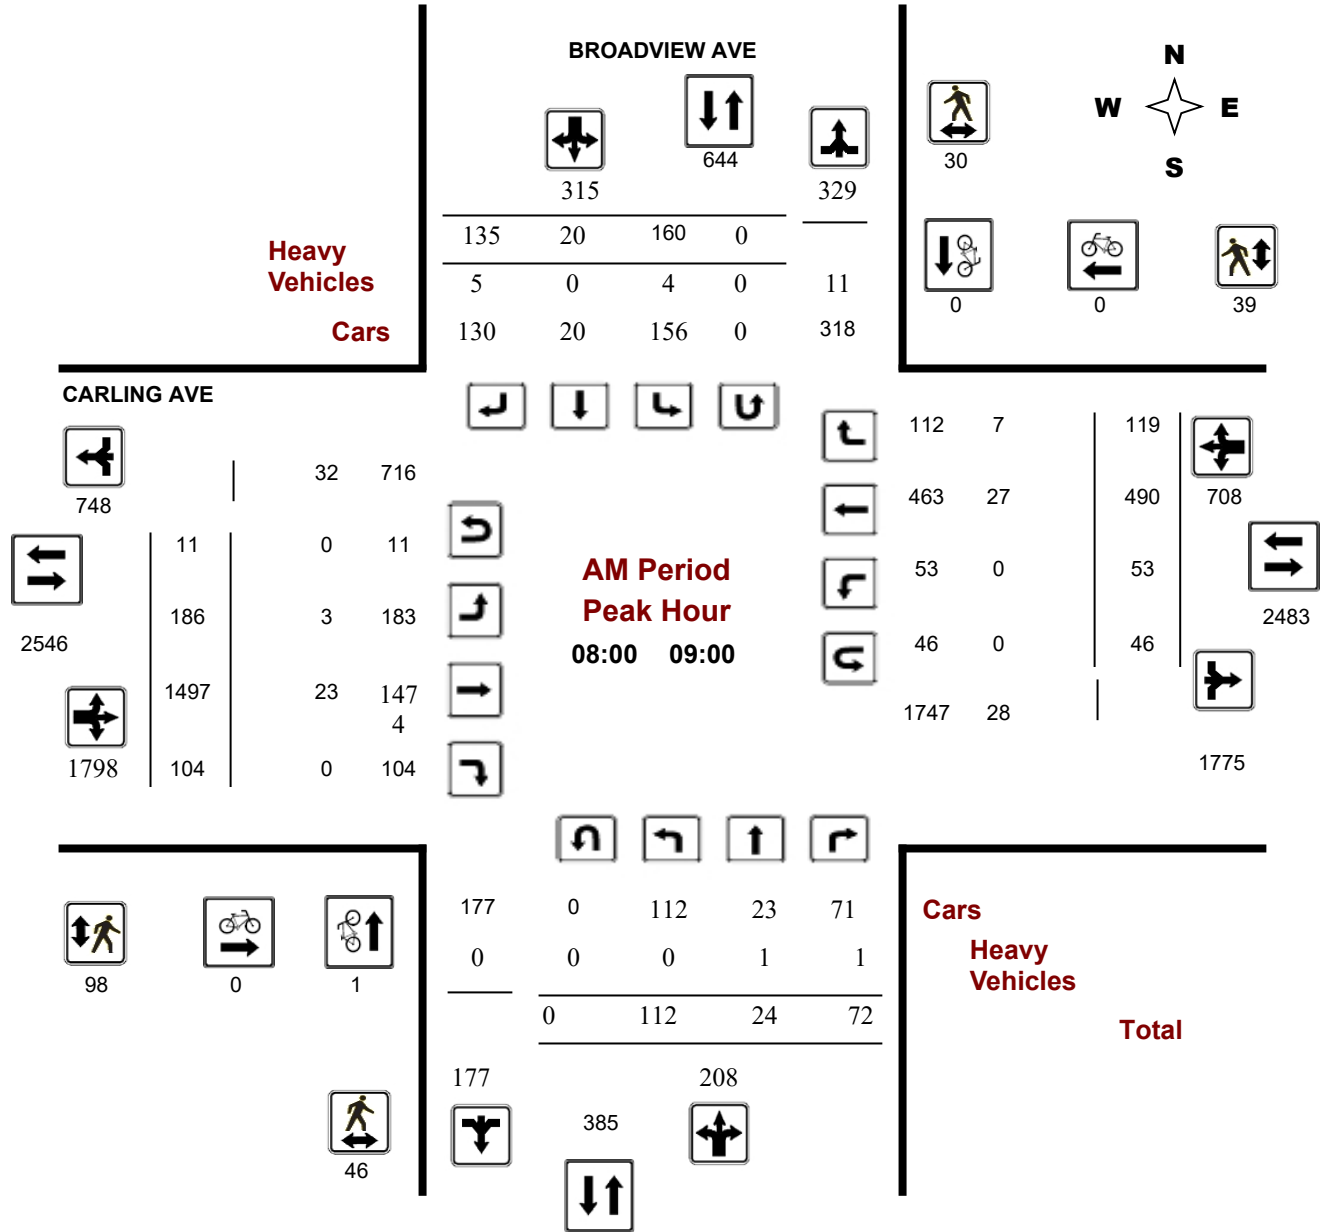 BROADVIEW AVE
N
W E
S
644
30
315 329
135 20 160 0
Heavy
Vehicles
5 0 4 0 11
0 0 39
Cars
130 20 156 0 318
CARLING AVE
112 7 119
32 716
748
463 27 490 708
11 0 11
AM Period
53 0 53
Peak Hour
186 3 183
2546
2483
08:00 09:00
46 0 46
1497 23 147
4
1747 28
1798 104 0 104
1775
177 0 112 23 71
Cars
0 0 0 1 1
Heavy
Vehicles
98 0 1
0 112 24 72
Total
177 208
385
46